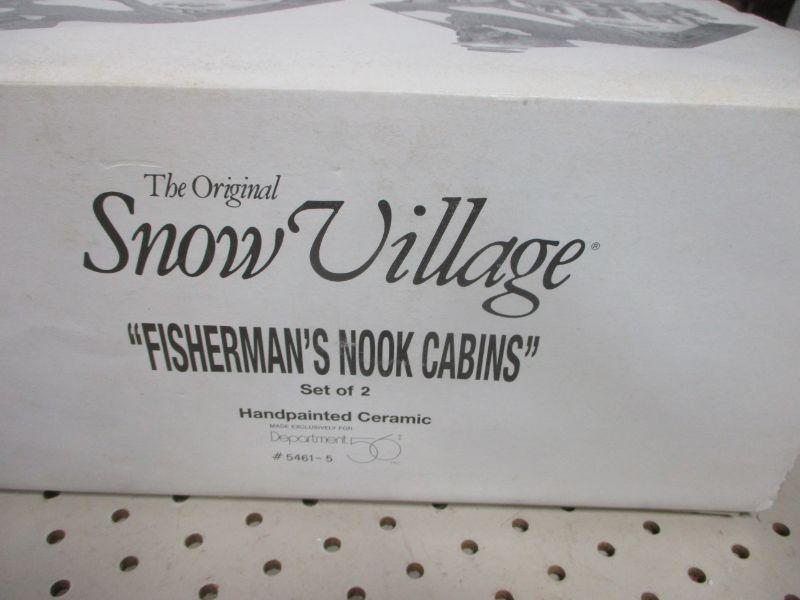 The Original
Snow Village®
"FISHERMAN'S NOOK CABINS"
Set of 2
Handpainted Ceramic
MADE EXCLUSIVELY FOR
Department 56
# 5461-5